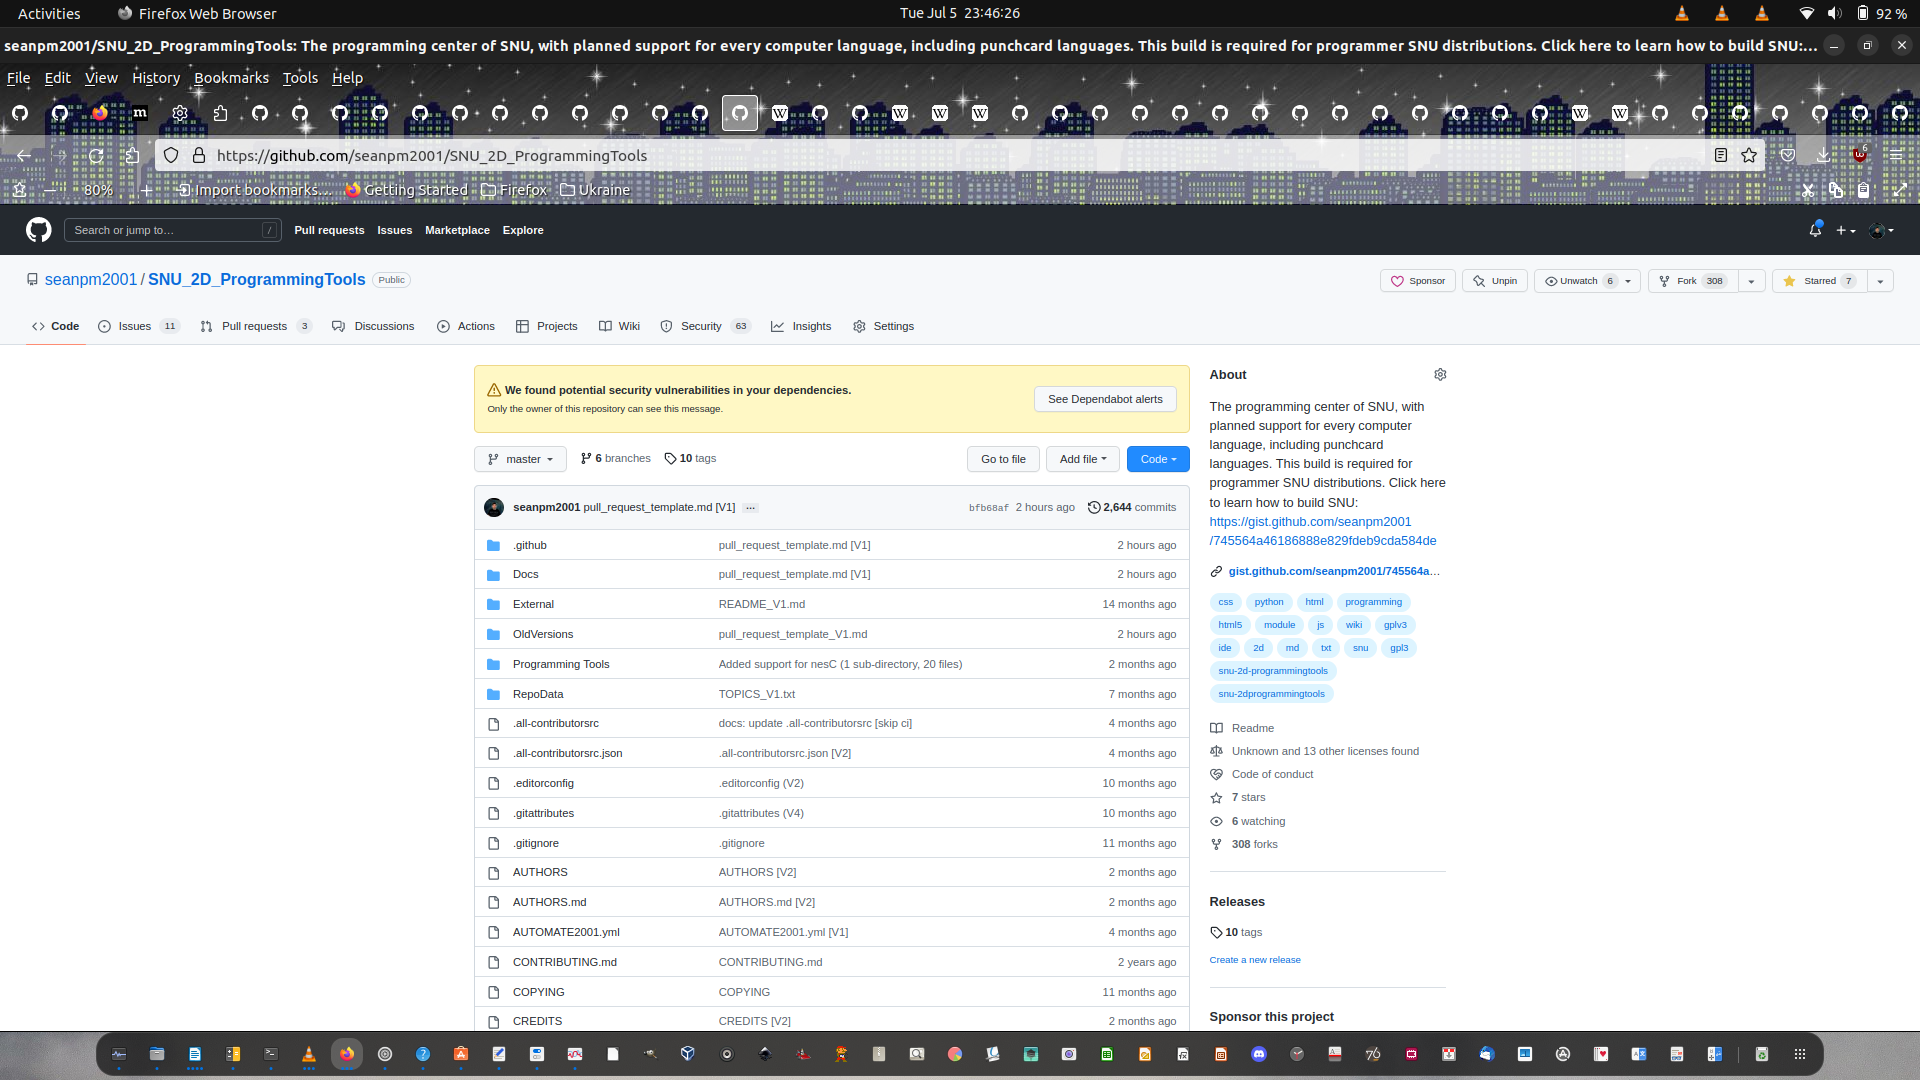 Activities Firefox Web Browser Tue Jul 5 23:46:26 92 %
seanpm2001/SNU_2D_ProgrammingTools: The programming center of SNU, with planned support for every computer language, including punchcard languages. This build is required for programmer SNU distributions. Click here to learn how to build SNU:...
File Edit View History Bookmarks Tools Help
https://github.com/seanpm2001/SNU_2D_ProgrammingTools 6
80% Import bookmarks... Getting Started Firefox Ukraine
Search or jump to... / Pull requests Issues Marketplace Explore
seanpm2001 / SNU_2D_ProgrammingTools Public
Sponsor Unpin Unwatch 6 Fork 308 Starred 7
Code Issues 11 Pull requests 3 Discussions Actions Projects Wiki Security 63 Insights Settings
We found potential security vulnerabilities in your dependencies.
Only the owner of this repository can see this message.
See Dependabot alerts
master 6 branches 10 tags Go to file Add file Code
seanpm2001 pull_request_template.md [V1] ... bfb68af 2 hours ago 2,644 commits
.github pull_request_template.md [V1] 2 hours ago
Docs pull_request_template.md [V1] 2 hours ago
External README_V1.md 14 months ago
OldVersions pull_request_template_V1.md 2 hours ago
Programming Tools Added support for nesC (1 sub-directory, 20 files) 2 months ago
RepoData TOPICS_V1.txt 7 months ago
.all-contributorsrc docs: update .all-contributorsrc [skip ci] 4 months ago
.all-contributorsrc.json .all-contributorsrc.json [V2] 4 months ago
.editorconfig .editorconfig (V2) 10 months ago
.gitattributes .gitattributes (V4) 10 months ago
.gitignore .gitignore 11 months ago
AUTHORS AUTHORS [V2] 2 months ago
AUTHORS.md AUTHORS.md [V2] 2 months ago
AUTOMATE2001.yml AUTOMATE2001.yml [V1] 4 months ago
CONTRIBUTING.md CONTRIBUTING.md 2 years ago
COPYING COPYING 11 months ago
CREDITS CREDITS [V2] 2 months ago
About
The programming center of SNU, with
planned support for every computer
language, including punchcard
languages. This build is required for
programmer SNU distributions. Click here
to learn how to build SNU:
https://gist.github.com/seanpm2001
/745564a46186888e829fdeb9cda584de
gist.github.com/seanpm2001/745564a...
css python html programming
html5 module js wiki gplv3
ide 2d md txt snu gpl3
snu-2d-programmingtools
snu-2dprogrammingtools
Readme
Unknown and 13 other licenses found
Code of conduct
7 stars
6 watching
308 forks
Releases
10 tags
Create a new release
Sponsor this project